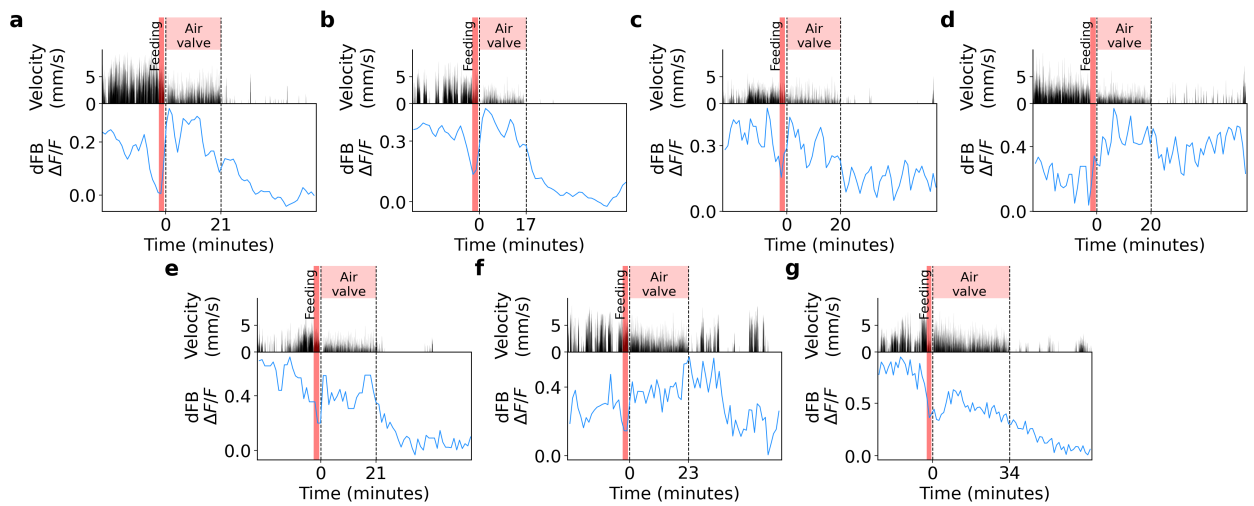 a
Feeding
Air
valve
Velocity
(mm/s)
5
0
dFB
ΔF/F
0.2
0.0
0
21
Time (minutes)
b
Feeding
Air
valve
Velocity
(mm/s)
5
0
dFB
ΔF/F
0.3
0.0
0
17
Time (minutes)
c
Feeding
Air
valve
Velocity
(mm/s)
5
0
dFB
ΔF/F
0.3
0.0
0
20
Time (minutes)
d
Feeding
Air
valve
Velocity
(mm/s)
5
0
dFB
ΔF/F
0.4
0.0
0
20
Time (minutes)
e
Feeding
Air
valve
Velocity
(mm/s)
5
0
dFB
ΔF/F
0.4
0.0
0
21
Time (minutes)
f
Feeding
Air
valve
Velocity
(mm/s)
5
0
dFB
ΔF/F
0.4
0.0
0
23
Time (minutes)
g
Feeding
Air
valve
Velocity
(mm/s)
5
0
dFB
ΔF/F
0.5
0.0
0
34
Time (minutes)